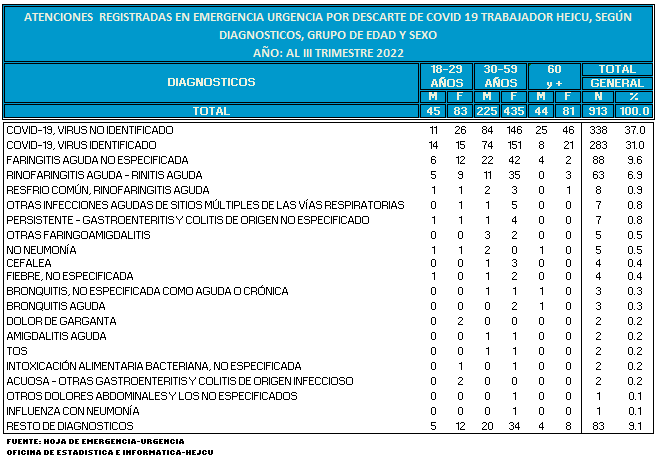 ATENCIONES REGISTRADAS EN EMERGENCIA URGENCIA POR DESCARTE DE COVID 19 TRABAJADOR HEJCU, SEGÚN
DIAGNOSTICOS, GRUPO DE EDAD Y SEXO
AÑO: AL III TRIMESTRE 2022
DIAGNOSTICOS 18-29 AÑOS 30-59 AÑOS 60 y + TOTAL GENERAL
M F M F M F N %
TOTAL 45 83 225 435 44 81 913 100.0
COVID-19, VIRUS NO IDENTIFICADO 11 26 84 146 25 46 338 37.0
COVID-19, VIRUS IDENTIFICADO 14 15 74 151 8 21 283 31.0
FARINGITIS AGUDA NO ESPECIFICADA 6 12 22 42 4 2 88 9.6
RINOFARINGITIS AGUDA - RINITIS AGUDA 5 9 11 35 0 3 63 6.9
RESFRIO COMÚN, RINOFARINGITIS AGUDA 1 1 2 3 0 1 8 0.9
OTRAS INFECCIONES AGUDAS DE SITIOS MÚLTIPLES DE LAS VÍAS RESPIRATORIAS 0 1 1 5 0 0 7 0.8
PERSISTENTE - GASTROENTERITIS Y COLITIS DE ORIGEN NO ESPECIFICADO 1 1 1 4 0 0 7 0.8
OTRAS FARINGOAMIGDALITIS 0 0 3 2 0 0 5 0.5
NO NEUMONÍA 1 1 2 0 1 0 5 0.5
CEFALEA 0 0 1 3 0 0 4 0.4
FIEBRE, NO ESPECIFICADA 1 0 1 2 0 0 4 0.4
BRONQUITIS, NO ESPECIFICADA COMO AGUDA O CRÓNICA 0 0 1 1 1 0 3 0.3
BRONQUITIS AGUDA 0 0 0 2 1 0 3 0.3
DOLOR DE GARGANTA 0 2 0 0 0 0 2 0.2
AMIGDALITIS AGUDA 0 0 1 1 0 0 2 0.2
TOS 0 0 1 1 0 0 2 0.2
INTOXICACIÓN ALIMENTARIA BACTERIANA, NO ESPECIFICADA 0 1 0 1 0 0 2 0.2
ACUOSA - OTRAS GASTROENTERITIS Y COLITIS DE ORIGEN INFECCIOSO 0 2 0 0 0 0 2 0.2
OTROS DOLORES ABDOMINALES Y LOS NO ESPECIFICADOS 0 0 0 1 0 0 1 0.1
INFLUENZA CON NEUMONÍA 0 0 0 1 0 0 1 0.1
RESTO DE DIAGNOSTICOS 5 12 20 34 4 8 83 9.1
FUENTE: HOJA DE EMERGENCIA-URGENCIA
OFICINA DE ESTADISTICA E INFORMATICA-HEJCU